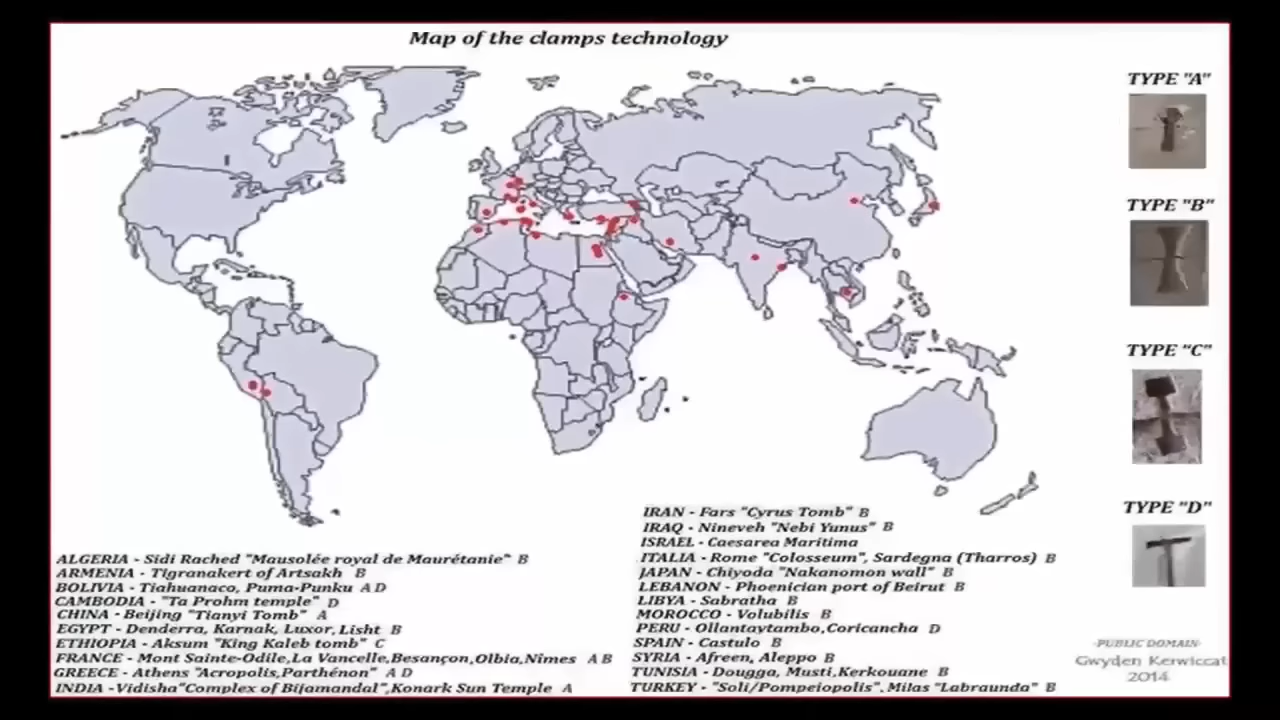 Map of the clamps technology
TYPE "A"
TYPE "B"
TYPE "C"
TYPE "D"
ALGERIA - Sidi Rached "Mausolée royal de Maurétanie" B
ARMENIA - Tigranakert of Artsakh B
BOLIVIA - Tiahuanaco, Puma-Punku A D
CAMBODIA - "Ta Prohm temple" D
CHINA - Beijing "Tianyi Tomb" A
EGYPT - Denderra, Karnak, Luxor, Lisht B
ETHIOPIA - Aksum "King Kaleb tomb" C
FRANCE - Mont Sainte-Odile,La Vancelle,Besançon,Olbia,Nimes A B
GREECE - Athens "Acropolis,Parthénon" A D
INDIA -Vidisha"Complex of Bijamandal",Konark Sun Temple A
IRAN - Fars "Cyrus Tomb" B
IRAQ - Nineveh "Nebi Yunus" B
ISRAEL - Caesarea Maritima
ITALIA - Rome "Colosseum", Sardegna (Tharros) B
JAPAN - Chiyoda "Nakanomon wall" B
LEBANON - Phoenician port of Beirut B
LIBYA - Sabratha B
MOROCCO - Volubilis B
PERU - Ollantaytambo,Coricancha D
SPAIN - Castulo B
SYRIA - Afreen, Aleppo B
TUNISIA - Dougga, Musti,Kerkouane B
TURKEY - "Soli/Pompeiopolis", Milas "Labraunda" B
-PUBLIC DOMAIN-
Gwyden Kerwiccat
2014